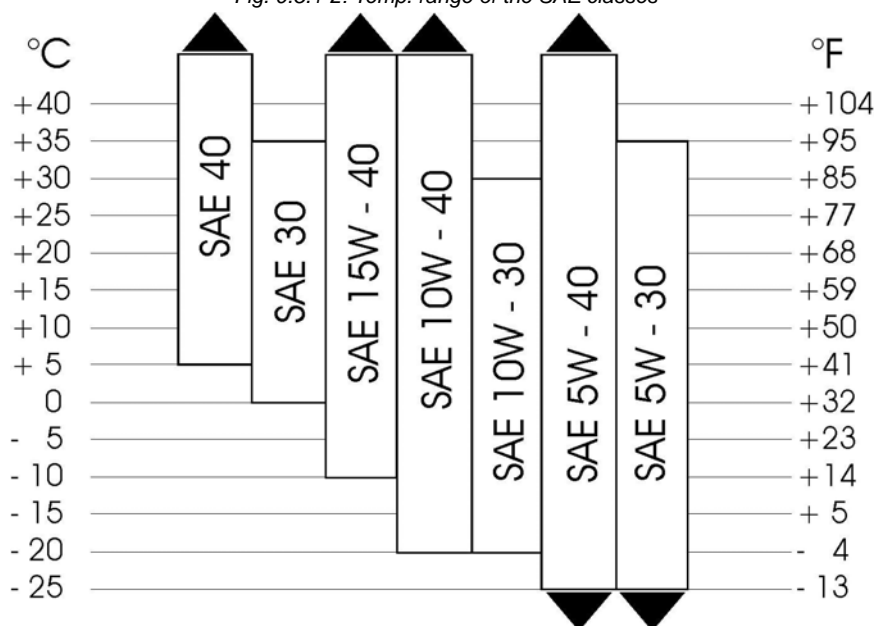 Fig. 6.3.1-2: Temp. range of the SAE classes
°C
°F
+40
+104
+35
+95
+30
+85
+25
+77
+20
+68
+15
+59
+10
+50
+ 5
+41
0
+32
- 5
+23
- 10
+14
- 15
+ 5
- 20
- 4
- 25
- 13
SAE 40
SAE 30
SAE 15W - 40
SAE 10W - 40
SAE 10W - 30
SAE 5W - 40
SAE 5W - 30